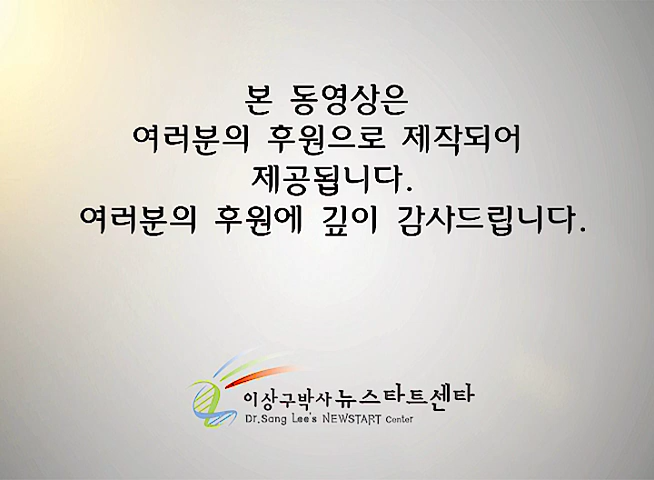 본 동영상은
여러분의 후원으로 제작되어
제공됩니다.
여러분의 후원에 깊이 감사드립니다.
이상구박사 뉴스타트센타
Dr.Sang Lee's NEWSTART Center